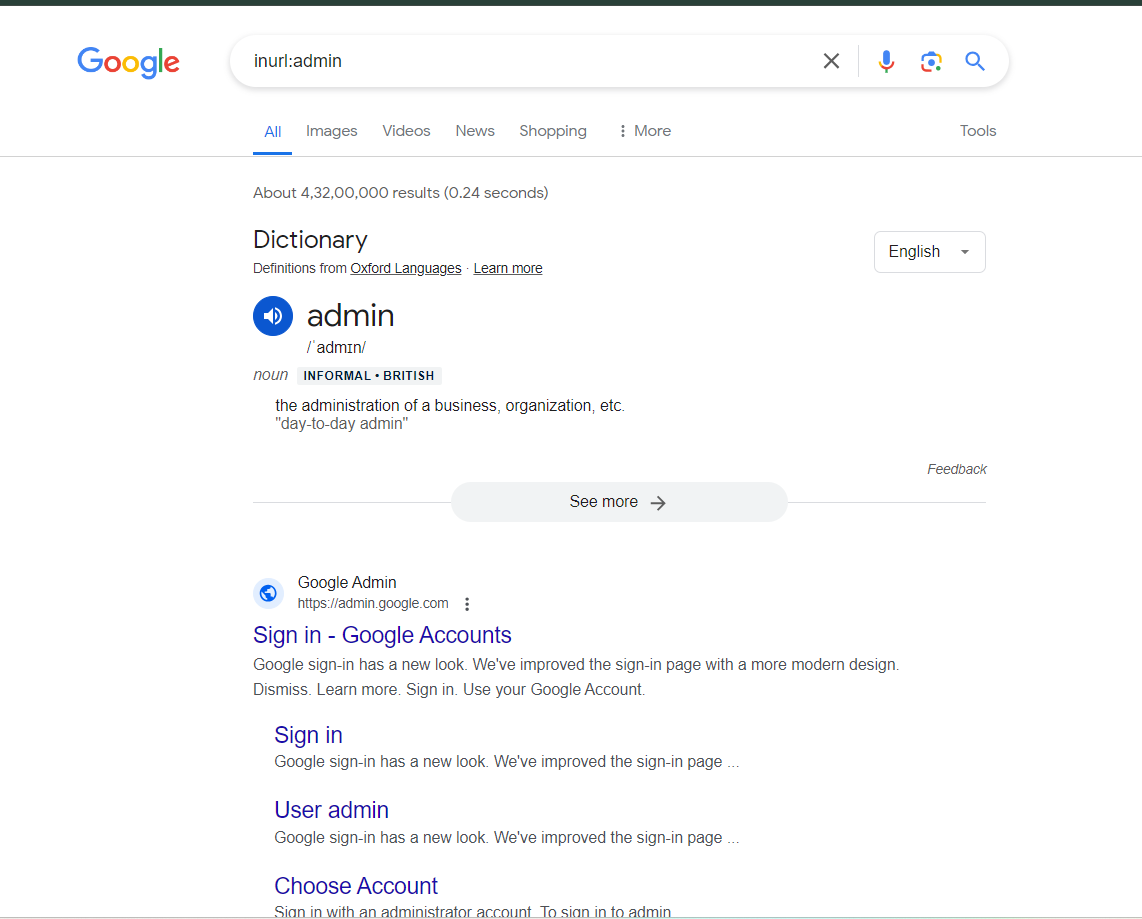 Google
inurl:admin
All Images Videos News Shopping More Tools
About 4,32,00,000 results (0.24 seconds)
Dictionary
English
Definitions from Oxford Languages · Learn more
admin
/ˈadmɪn/
noun INFORMAL • BRITISH
the administration of a business, organization, etc.
"day-to-day admin"
Feedback
See more
Google Admin
https://admin.google.com
Sign in - Google Accounts
Google sign-in has a new look. We've improved the sign-in page with a more modern design.
Dismiss. Learn more. Sign in. Use your Google Account.
Sign in
Google sign-in has a new look. We've improved the sign-in page ...
User admin
Google sign-in has a new look. We've improved the sign-in page ...
Choose Account
Sign in with an administrator account. To sign in to admin